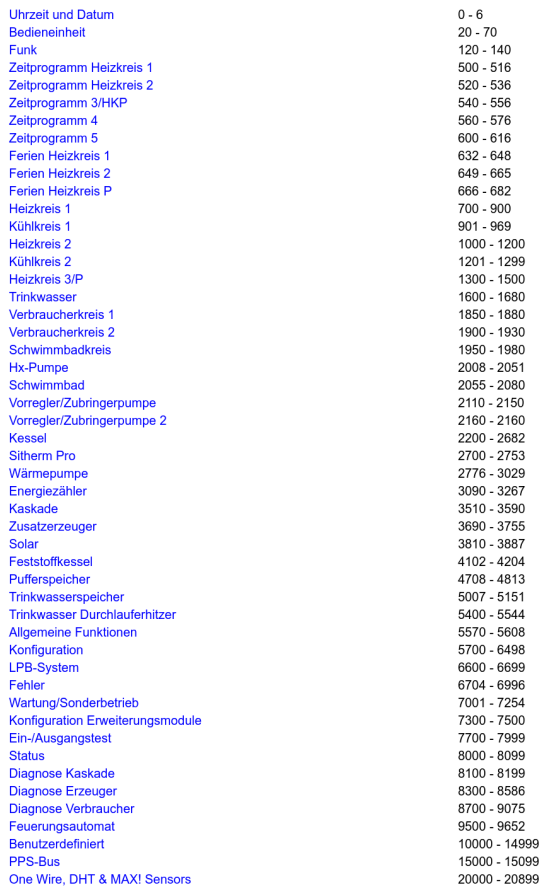 Uhrzeit und Datum 0 - 6
Bedieneinheit 20 - 70
Funk 120 - 140
Zeitprogramm Heizkreis 1 500 - 516
Zeitprogramm Heizkreis 2 520 - 536
Zeitprogramm 3/HKP 540 - 556
Zeitprogramm 4 560 - 576
Zeitprogramm 5 600 - 616
Ferien Heizkreis 1 632 - 648
Ferien Heizkreis 2 649 - 665
Ferien Heizkreis P 666 - 682
Heizkreis 1 700 - 900
Kühlkreis 1 901 - 969
Heizkreis 2 1000 - 1200
Kühlkreis 2 1201 - 1299
Heizkreis 3/P 1300 - 1500
Trinkwasser 1600 - 1680
Verbraucherkreis 1 1850 - 1880
Verbraucherkreis 2 1900 - 1930
Schwimmbadkreis 1950 - 1980
Hx-Pumpe 2008 - 2051
Schwimmbad 2055 - 2080
Vorregler/Zubringerpumpe 2110 - 2150
Vorregler/Zubringerpumpe 2 2160 - 2160
Kessel 2200 - 2682
Sitherm Pro 2700 - 2753
Wärmepumpe 2776 - 3029
Energiezähler 3090 - 3267
Kaskade 3510 - 3590
Zusatzerzeuger 3690 - 3755
Solar 3810 - 3887
Feststoffkessel 4102 - 4204
Pufferspeicher 4708 - 4813
Trinkwasserspeicher 5007 - 5151
Trinkwasser Durchlauferhitzer 5400 - 5544
Allgemeine Funktionen 5570 - 5608
Konfiguration 5700 - 6498
LPB-System 6600 - 6699
Fehler 6704 - 6996
Wartung/Sonderbetrieb 7001 - 7254
Konfiguration Erweiterungsmodule 7300 - 7500
Ein-/Ausgangstest 7700 - 7999
Status 8000 - 8099
Diagnose Kaskade 8100 - 8199
Diagnose Erzeuger 8300 - 8586
Diagnose Verbraucher 8700 - 9075
Feuerungsautomat 9500 - 9652
Benutzerdefiniert 10000 - 14999
PPS-Bus 15000 - 15099
One Wire, DHT & MAX! Sensors 20000 - 20899